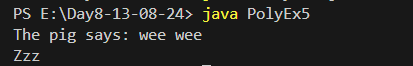 PS E:\Day8-13-08-24> java PolyEx5
The pig says: wee wee
Zzz